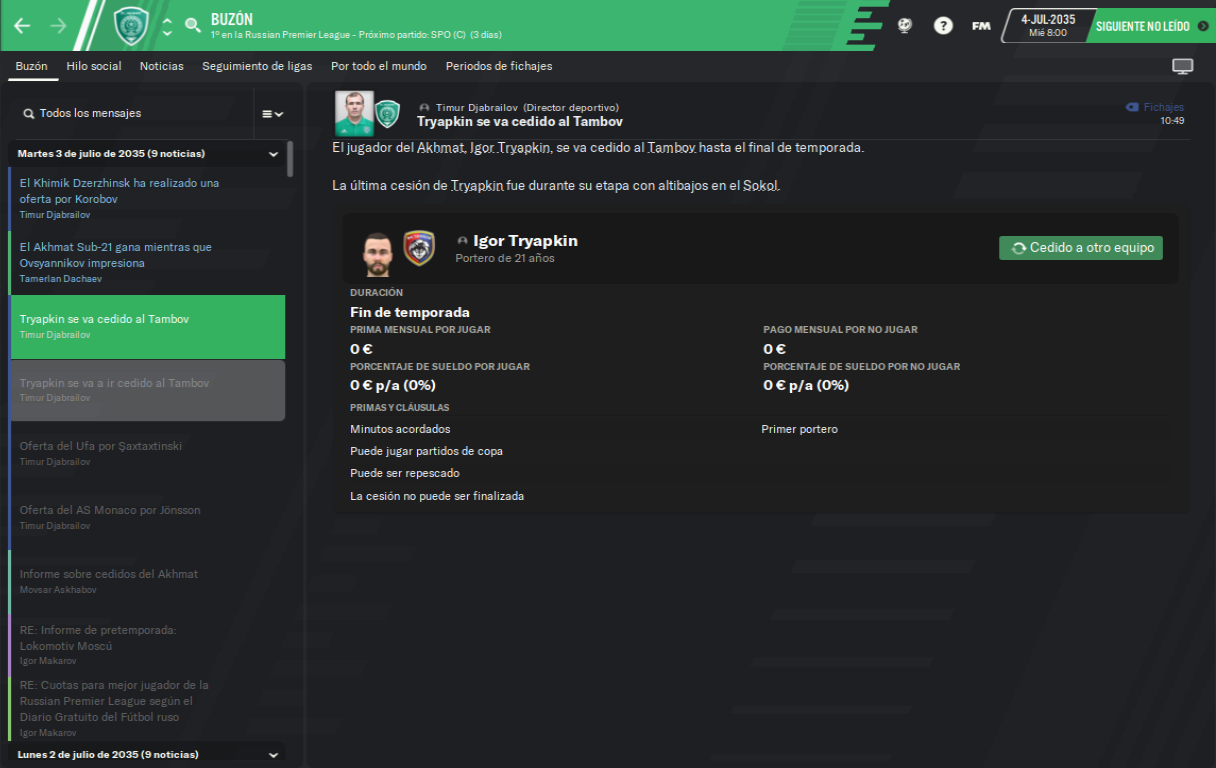 BUZÓN
1º en la Russian Premier League - Próximo partido: SPO (C) (3 días)
FM
4-JUL-2035
Mié 8:00
SIGUIENTE NO LEÍDO
Buzón
Hilo social
Noticias
Seguimiento de ligas
Por todo el mundo
Periodos de fichajes
Todos los mensajes
Martes 3 de julio de 2035 (9 noticias)
El Khimik Dzerzhinsk ha realizado una
oferta por Korobov
Timur Djabrailov
El Akhmat Sub-21 gana mientras que
Ovsyannikov impresiona
Tamerlan Dachaev
Tryapkin se va cedido al Tambov
Timur Djabrailov
Tryapkin se va a ir cedido al Tambov
Timur Djabrailov
Oferta del Ufa por Şaxtaxtinski
Timur Djabrailov
Oferta del AS Monaco por Jönsson
Timur Djabrailov
Informe sobre cedidos del Akhmat
Movsar Askhabov
RE: Informe de pretemporada:
Lokomotiv Moscú
Igor Makarov
RE: Cuotas para mejor jugador de la
Russian Premier League según el
Diario Gratuito del Fútbol ruso
Igor Makarov
Lunes 2 de julio de 2035 (9 noticias)
Timur Djabrailov (Director deportivo)
Tryapkin se va cedido al Tambov
Fichajes
10:49
El jugador del Akhmat, Igor Tryapkin, se va cedido al Tambov hasta el final de temporada.
La última cesión de Tryapkin fue durante su etapa con altibajos en el Sokol.
Igor Tryapkin
Portero de 21 años
Cedido a otro equipo
DURACIÓN
Fin de temporada
PRIMA MENSUAL POR JUGAR
PAGO MENSUAL POR NO JUGAR
0 €
0 €
PORCENTAJE DE SUELDO POR JUGAR
PORCENTAJE DE SUELDO POR NO JUGAR
0 € p/a (0%)
0 € p/a (0%)
PRIMAS Y CLÁUSULAS
Minutos acordados
Primer portero
Puede jugar partidos de copa
Puede ser repescado
La cesión no puede ser finalizada